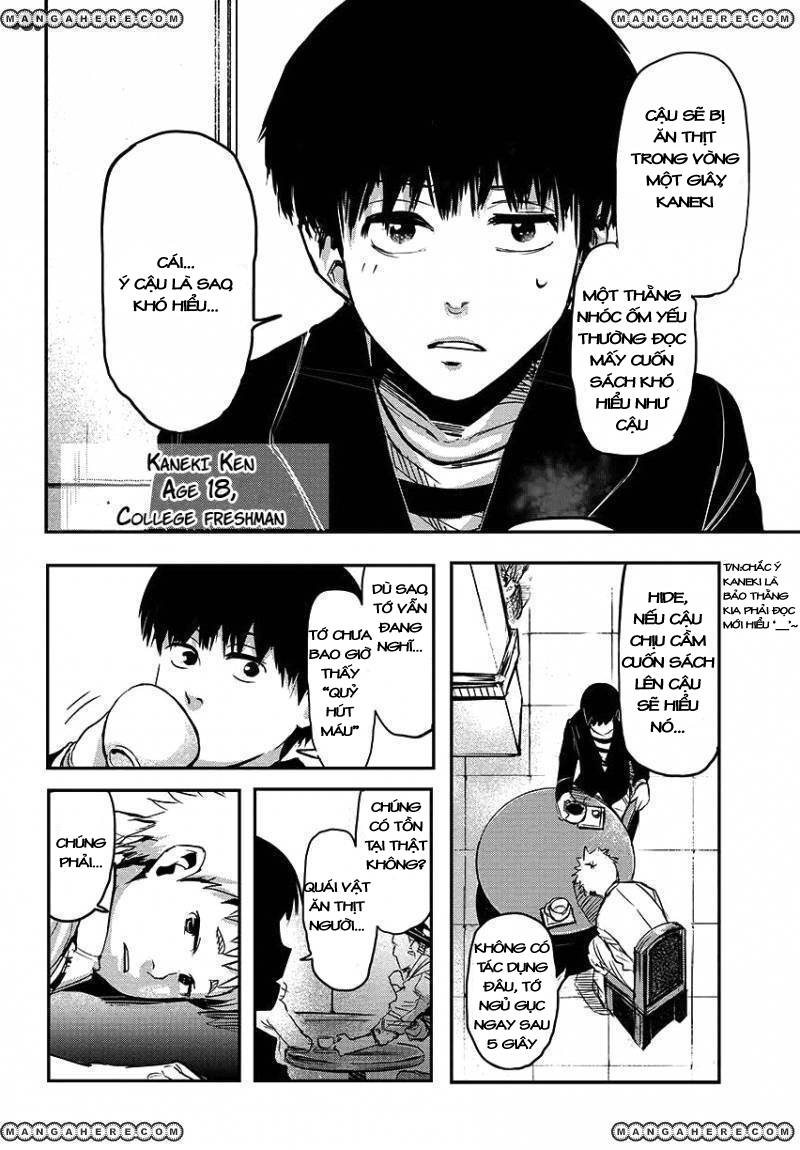 MANGAHERE.COM
MANGAHERE.COM
CẬU SẼ BỊ
ĂN THỊT
TRONG VÒNG
MỘT GIÂY,
KANEKI
MỘT THẰNG
NHÓC ỐM YẾU
THƯỜNG ĐỌC
MẤY CUỐN
SÁCH KHÓ
HIỂU NHƯ
CẬU
CÁI...
Ý CẬU LÀ SAO,
KHÓ HIỂU...
KANEKI KEN
AGE 18,
COLLEGE FRESHMAN
T/N:CHẮC Ý
KANEKI LÀ
BẢO THẰNG
KIA PHẢI ĐỌC
MỚI HIỂU '__'~
HIDE,
NẾU CẬU
CHỊU CẦM
CUỐN SÁCH
LÊN CẬU
SẼ HIỂU
NÓ...
KHÔNG CÓ
TÁC DỤNG
ĐÂU, TỚ
NGỦ GỤC
NGAY SAU
5 GIÂY
DÙ SAO,
TỚ VẪN
ĐANG
NGHĨ...
TỚ CHƯA
BAO GIỜ
THẤY
"QUỶ
HÚT
MÁU"
CHÚNG
CÓ TỒN
TẠI THẬT
KHÔNG?
QUÁI VẬT
ĂN THỊT
NGƯỜI...
CHÚNG
PHẢI...
MANGAHERE.COM
MANGAHERE.COM